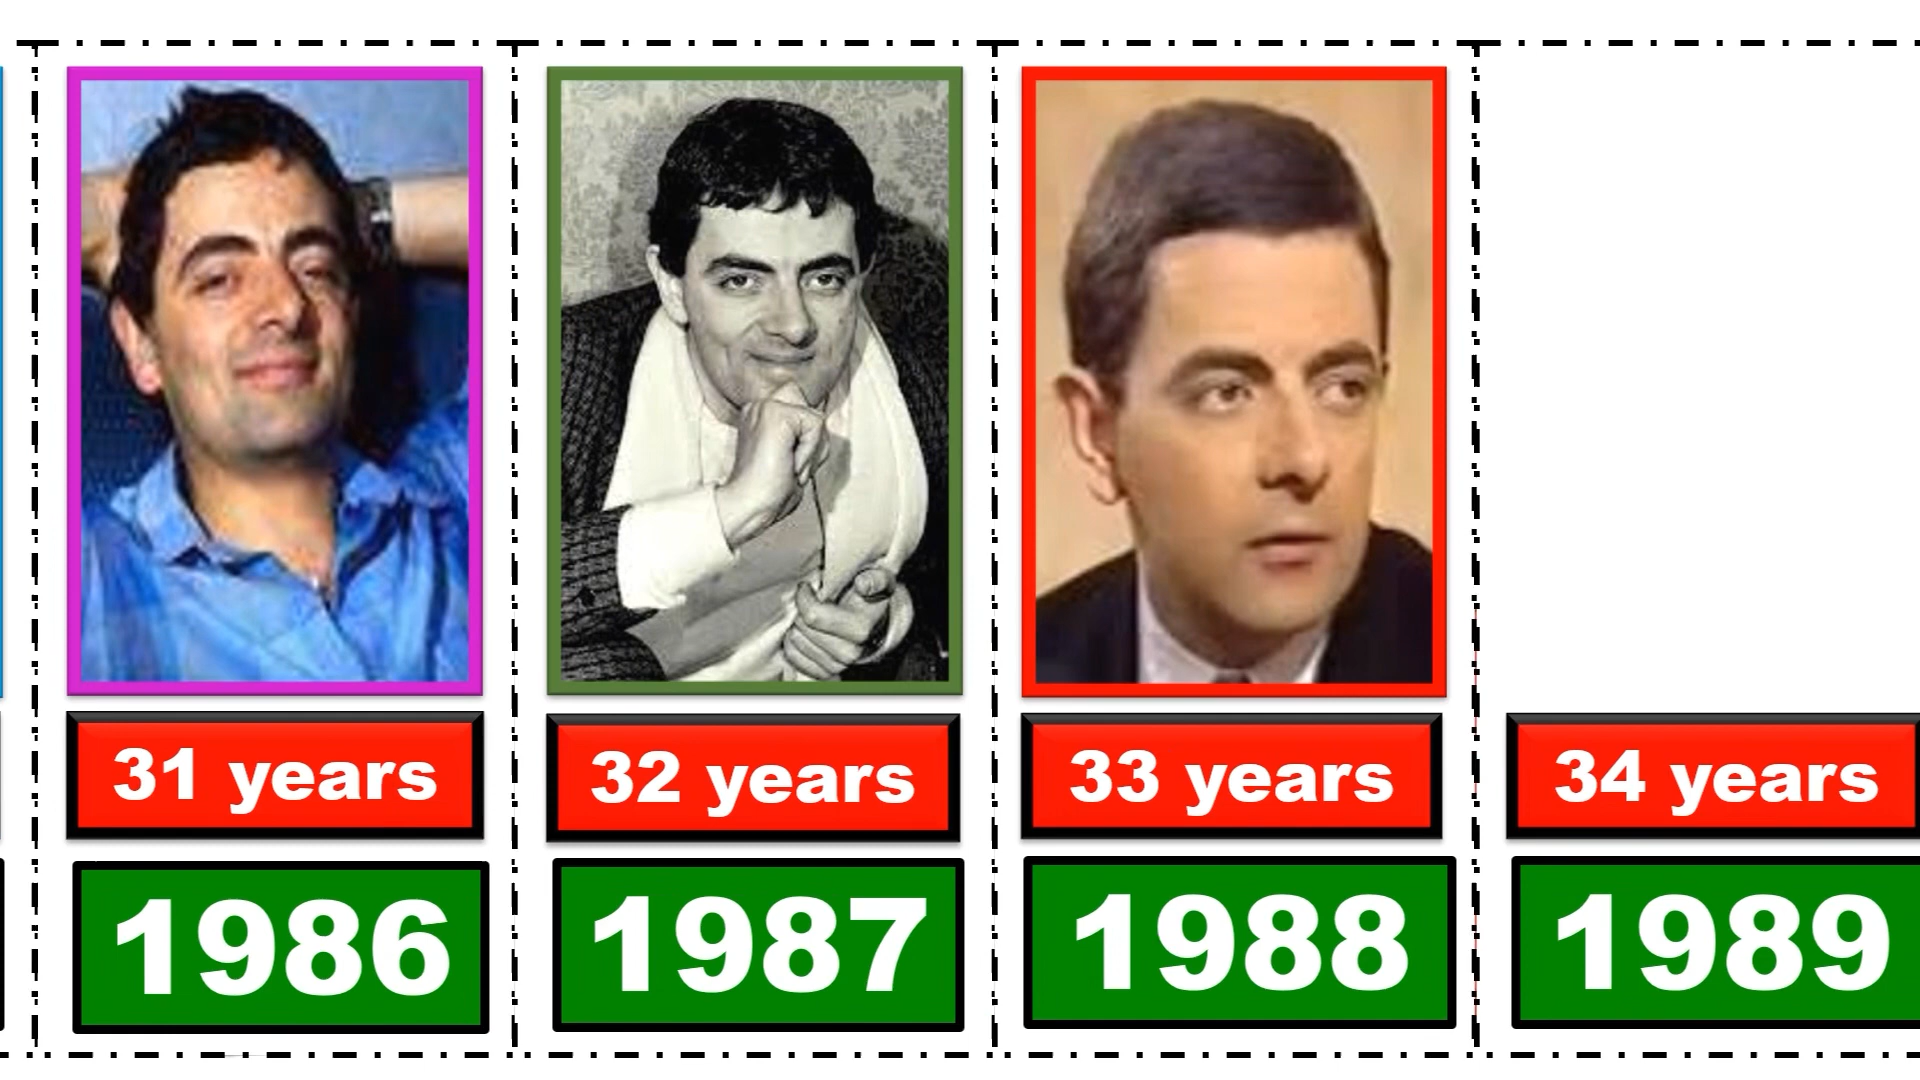 31 years
32 years
33 years
34 years
1986
1987
1988
1989